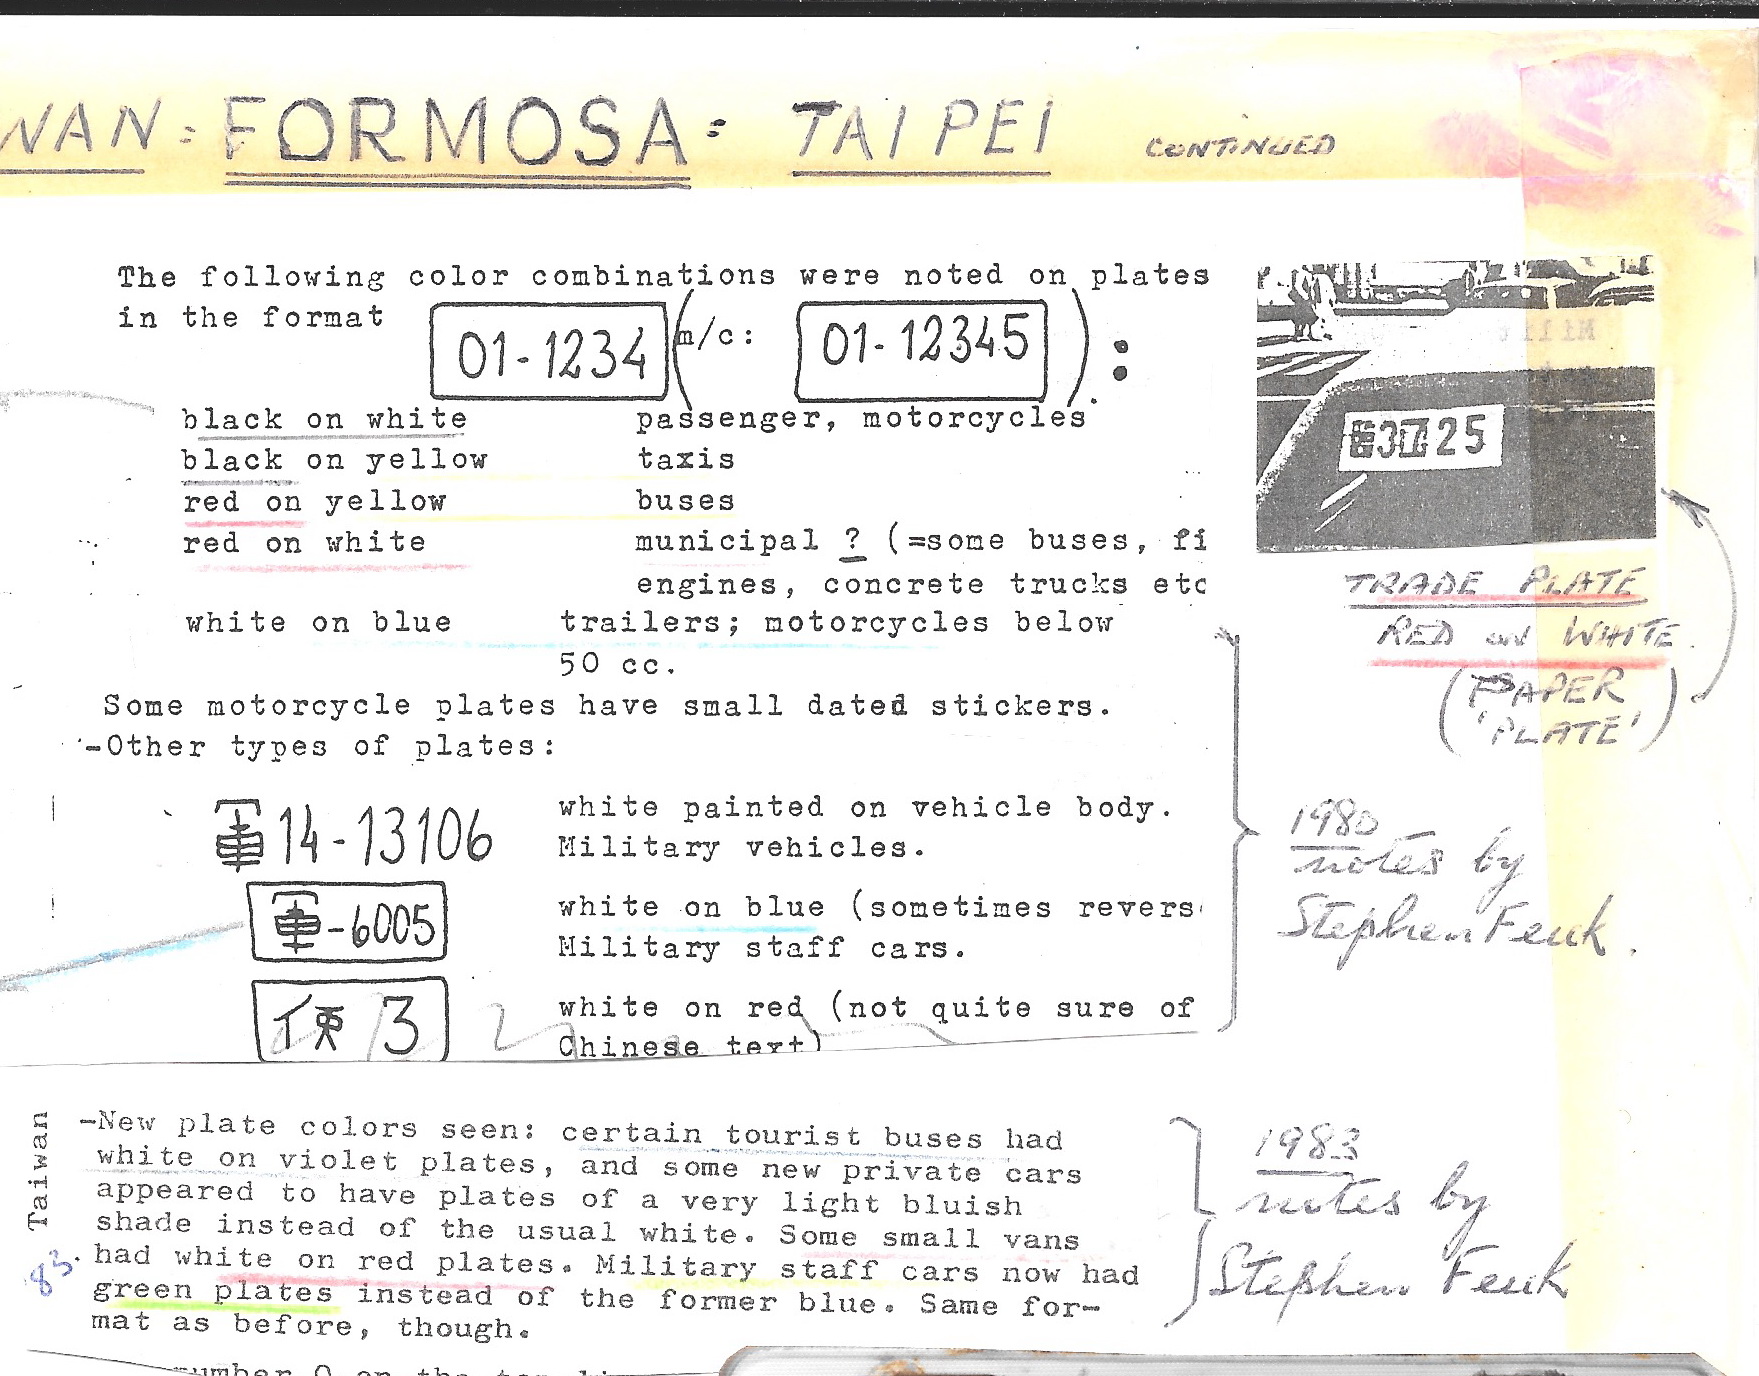 WAN = FORMOSA = TAIPEI CONTINUED
The following color combinations were noted on plates
in the format 01-1234 (m/c: 01-12345):
black on white passenger, motorcycles.
black on yellow taxis
red on yellow buses
red on white municipal ? (=some buses, fi
engines, concrete trucks etc
white on blue trailers; motorcycles below
50 cc.
Some motorcycle plates have small dated stickers.
-Other types of plates:
軍14-13106 white painted on vehicle body.
Military vehicles.
軍-6005 white on blue (sometimes revers
Military staff cars.
使 3 white on red (not quite sure of
Chinese text)
25
TRADE PLATE
RED ON WHITE
(PAPER
'PLATE')
1980
notes by
Stephen Feuk.
Taiwan
83.
-New plate colors seen: certain tourist buses had
white on violet plates, and some new private cars
appeared to have plates of a very light bluish
shade instead of the usual white. Some small vans
had white on red plates. Military staff cars now had
green plates instead of the former blue. Same for-
mat as before, though.
1983
notes by
Stephen Feuk